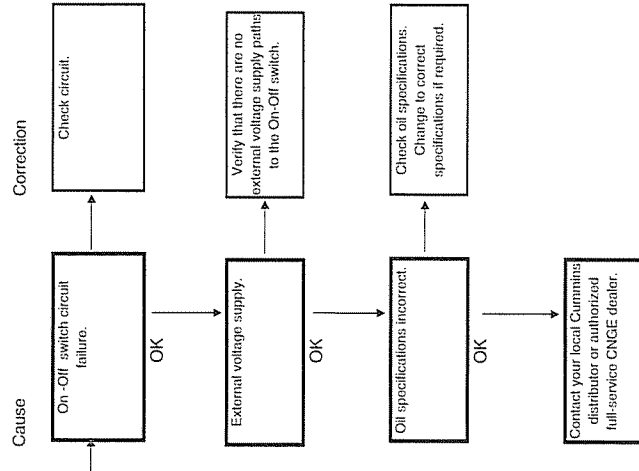 Cause
Correction
On -Off switch circuit
failure.
Check circuit.
OK
External voltage supply.
Verify that there are no
external voltage supply paths
to the On-Off switch.
OK
Oil specifications incorrect.
Check oil specifications.
Change to correct
specifications if required.
OK
Contact your local Cummins
distributor or authorized
full-service CNGE dealer.